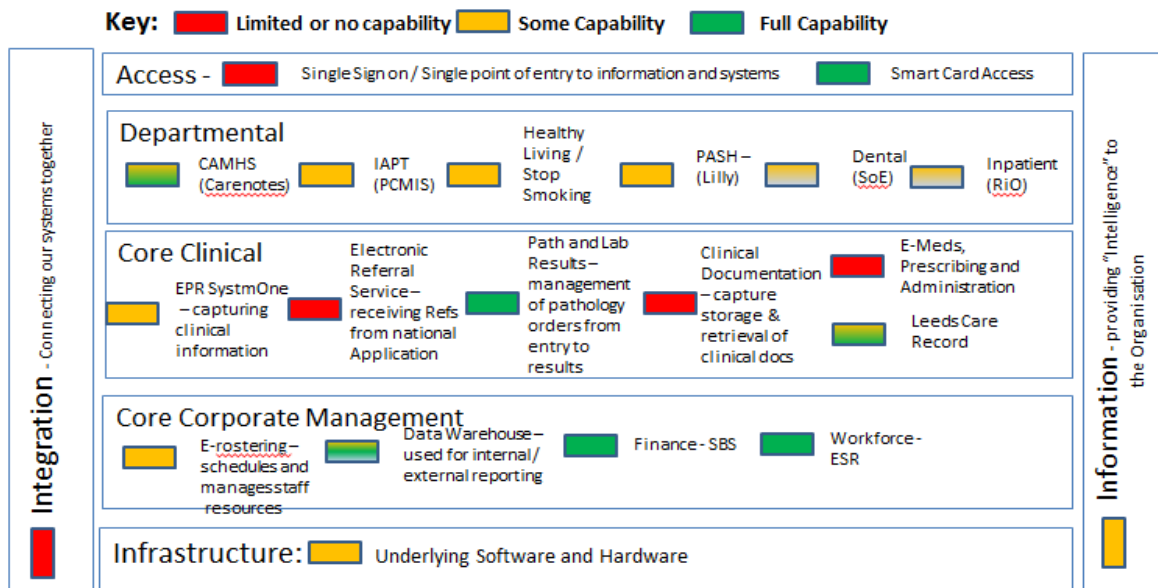 Key: Limited or no capability Some Capability Full Capability
Integration - Connecting our systems together
Access - Single Sign on / Single point of entry to information and systems Smart Card Access
Departmental
CAMHS
(Carenotes)
IAPT
(PCMIS)
Healthy
Living /
Stop
Smoking
PASH –
(Lilly)
Dental
(SoE)
Inpatient
(RiO)
Core Clinical
EPR SystmOne
– capturing
clinical
information
Electronic
Referral
Service –
receiving Refs
from national
Application
Path and Lab
Results –
management
of pathology
orders from
entry to
results
Clinical
Documentation
– capture
storage &
retrieval of
clinical docs
E-Meds,
Prescribing and
Administration
Leeds Care
Record
Core Corporate Management
E-rostering –
schedules and
manages staff
resources
Data Warehouse –
used for internal/
external reporting
Finance - SBS
Workforce -
ESR
Infrastructure: Underlying Software and Hardware
Information - providing "Intelligence" to
the Organisation